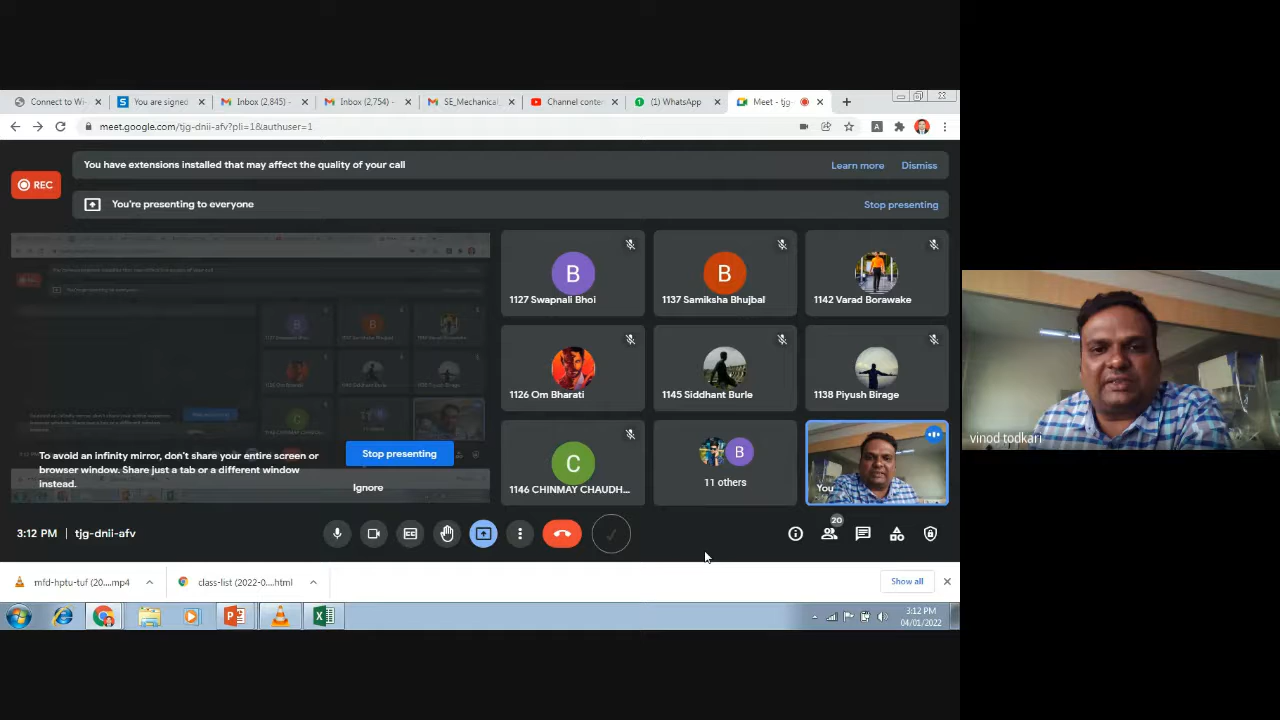 Connect to Wi-
You are signed
Inbox (2,845) -
Inbox (2,754) -
SE_Mechanical
Channel conten
(1) WhatsApp
Meet - tjg-
meet.google.com/tjg-dnii-afv?pli=1&authuser=1
You have extensions installed that may affect the quality of your call
Learn more
Dismiss
REC
You're presenting to everyone
Stop presenting
B
1127 Swapnali Bhoi
B
1137 Samiksha Bhujbal
1142 Varad Borawake
1126 Om Bharati
1145 Siddhant Burle
1138 Piyush Birage
To avoid an infinity mirror, don't share your entire screen or
browser window. Share just a tab or a different window
instead.
Stop presenting
Ignore
C
1146 CHINMAY CHAUDH...
B
11 others
You
vinod todkari
3:12 PM | tjg-dnii-afv
20
mfd-hptu-tuf (20....mp4
class-list (2022-0....html
Show all
3:12 PM
04/01/2022